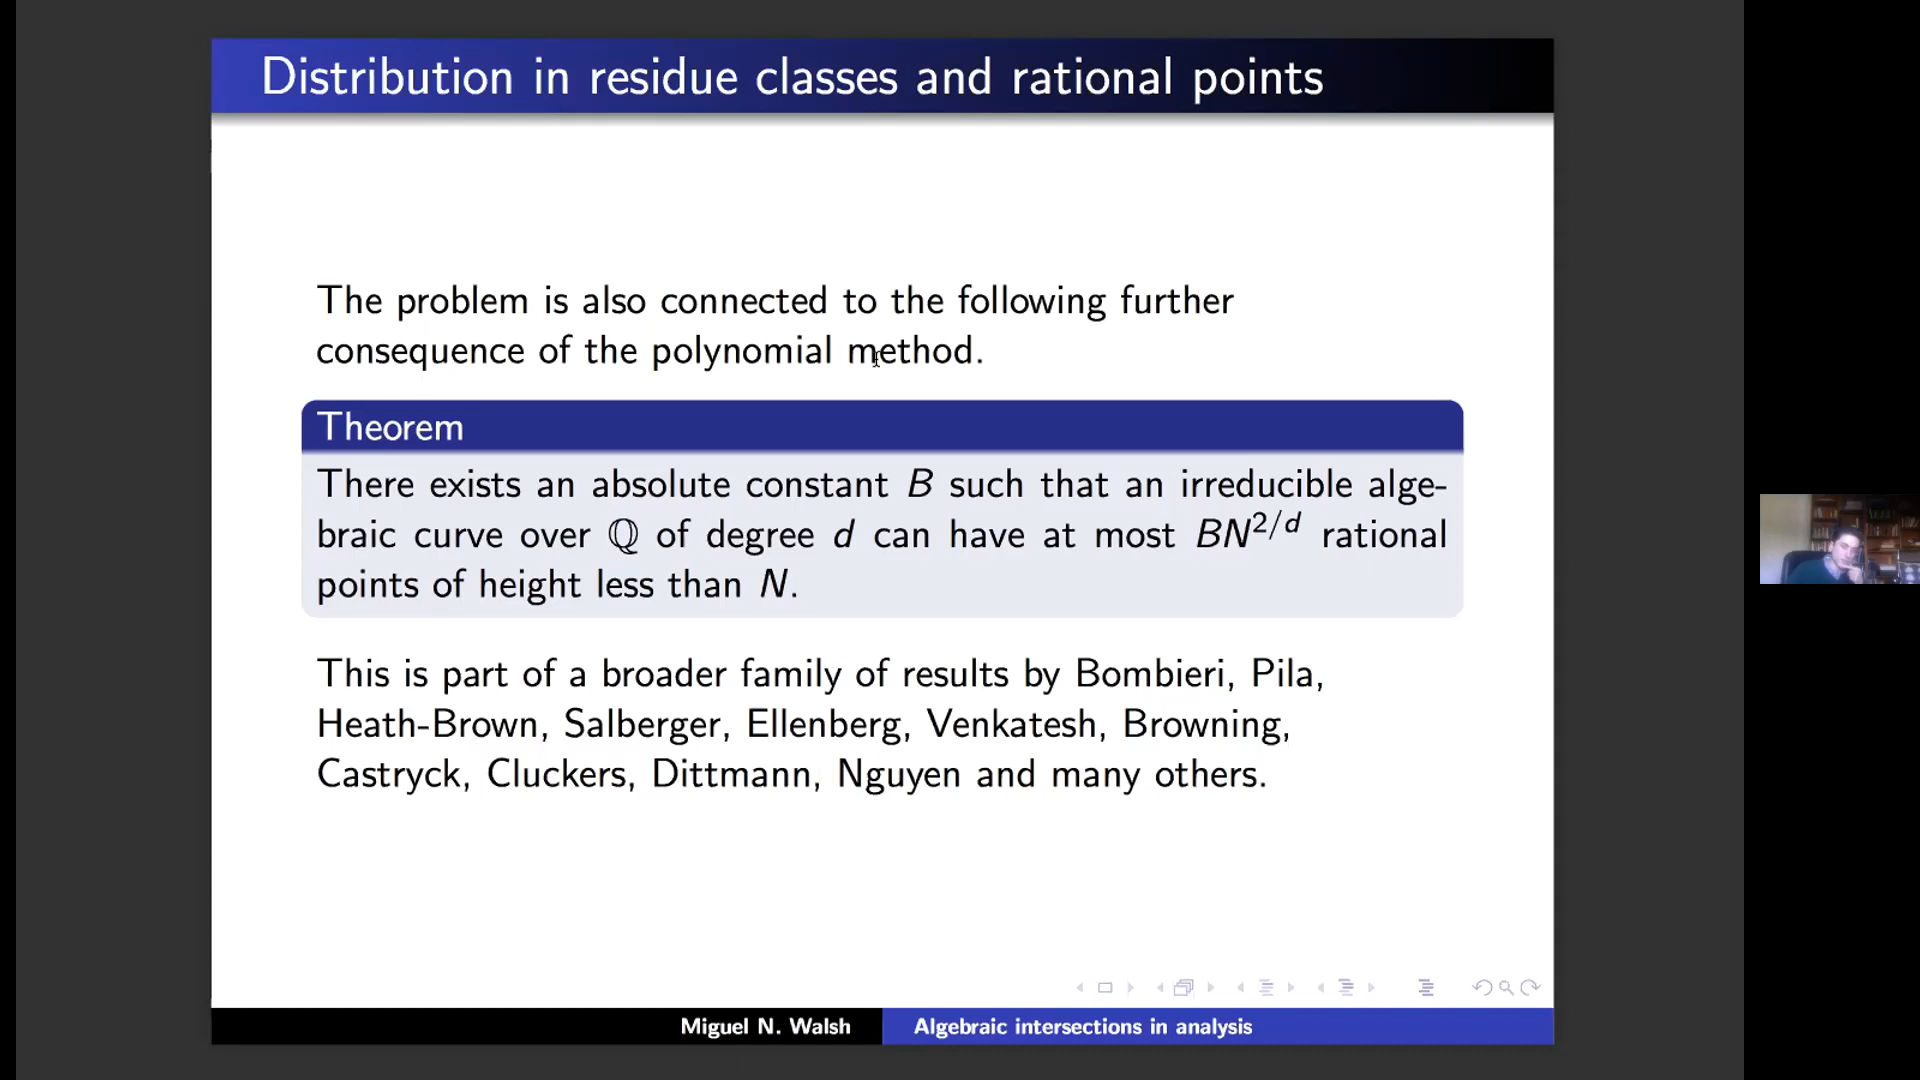 Distribution in residue classes and rational points
The problem is also connected to the following further
consequence of the polynomial method.
Theorem
There exists an absolute constant B such that an irreducible alge-
braic curve over ℚ of degree d can have at most BN^{2/d} rational
points of height less than N.
This is part of a broader family of results by Bombieri, Pila,
Heath-Brown, Salberger, Ellenberg, Venkatesh, Browning,
Castryck, Cluckers, Dittmann, Nguyen and many others.
Miguel N. Walsh
Algebraic intersections in analysis